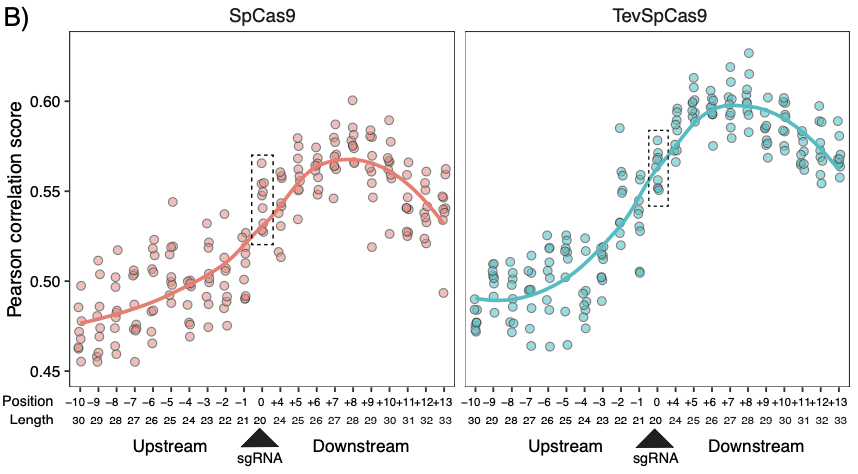 B)
SpCas9
TevSpCas9
Pearson correlation score
0.60
0.55
0.50
0.45
Position −10 −9 −8 −7 −6 −5 −4 −3 −2 −1 0 +4 +5 +6 +7 +8 +9 +10 +11 +12 +13 −10 −9 −8 −7 −6 −5 −4 −3 −2 −1 0 +4 +5 +6 +7 +8 +9 +10 +11 +12 +13
Length 30 29 28 27 26 25 24 23 22 21 20 24 25 26 27 28 29 30 31 32 33 30 29 28 27 26 25 24 23 22 21 20 24 25 26 27 28 29 30 31 32 33
Upstream Downstream Upstream Downstream
sgRNA sgRNA